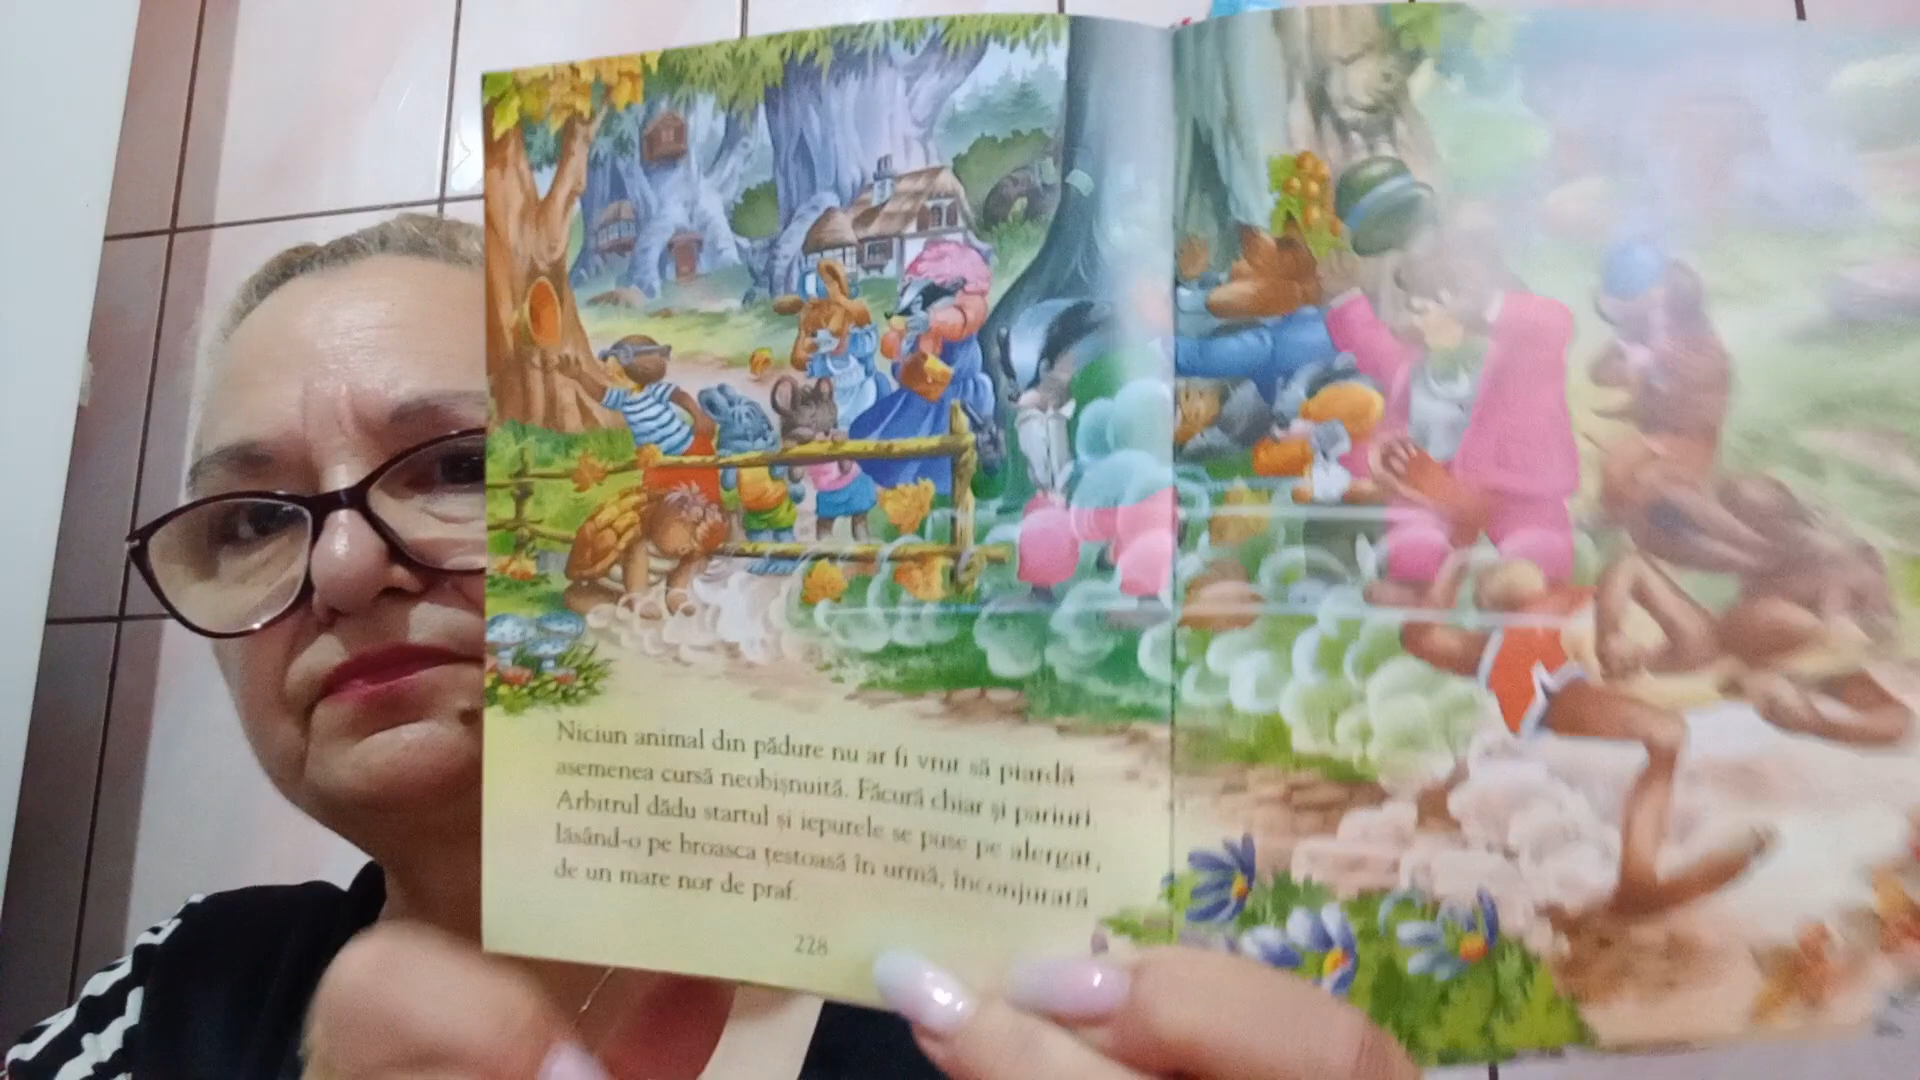 Niciun animal din pădure nu ar fi vrut să piardă
asemenea cursă neobișnuită. Făcură chiar și pariuri.
Arbitrul dădu startul și iepurele se puse pe alergat,
lăsând-o pe broasca țestoasă în urmă, înconjurată
de un mare nor de praf.
228